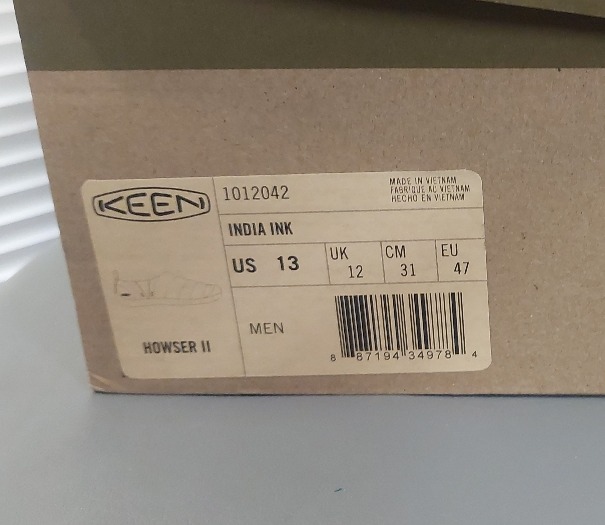 KEEN
1012042
MADE IN VIETNAM
FABRIQUÉ AU VIETNAM
HECHO EN VIETNAM
INDIA INK
US 13
UK 12
CM 31
EU 47
MEN
HOWSER II
8 87194 34978 4